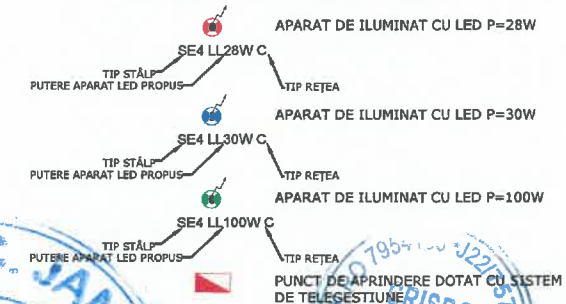 APARAT DE ILUMINAT CU LED P=28W
SE4 LL28W C
TIP STÂLP
PUTERE APARAT LED PROPUS
TIP REȚEA
APARAT DE ILUMINAT CU LED P=30W
SE4 LL30W C
TIP STÂLP
PUTERE APARAT LED PROPUS
TIP REȚEA
APARAT DE ILUMINAT CU LED P=100W
SE4 LL100W C
TIP STÂLP
PUTERE APARAT LED PROPUS
TIP REȚEA
PUNCT DE APRINDERE DOTAT CU SISTEM
DE TELEGESTIUNE